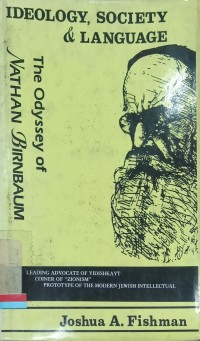 IDEOLOGY, SOCIETY
& LANGUAGE
The Odyssey of
NATHAN BIRNBAUM
LEADING ADVOCATE OF YIDISHKAYT
COINER OF "ZIONISM"
PROTOTYPE OF THE MODERN JEWISH INTELLECTUAL
Joshua A. Fishman